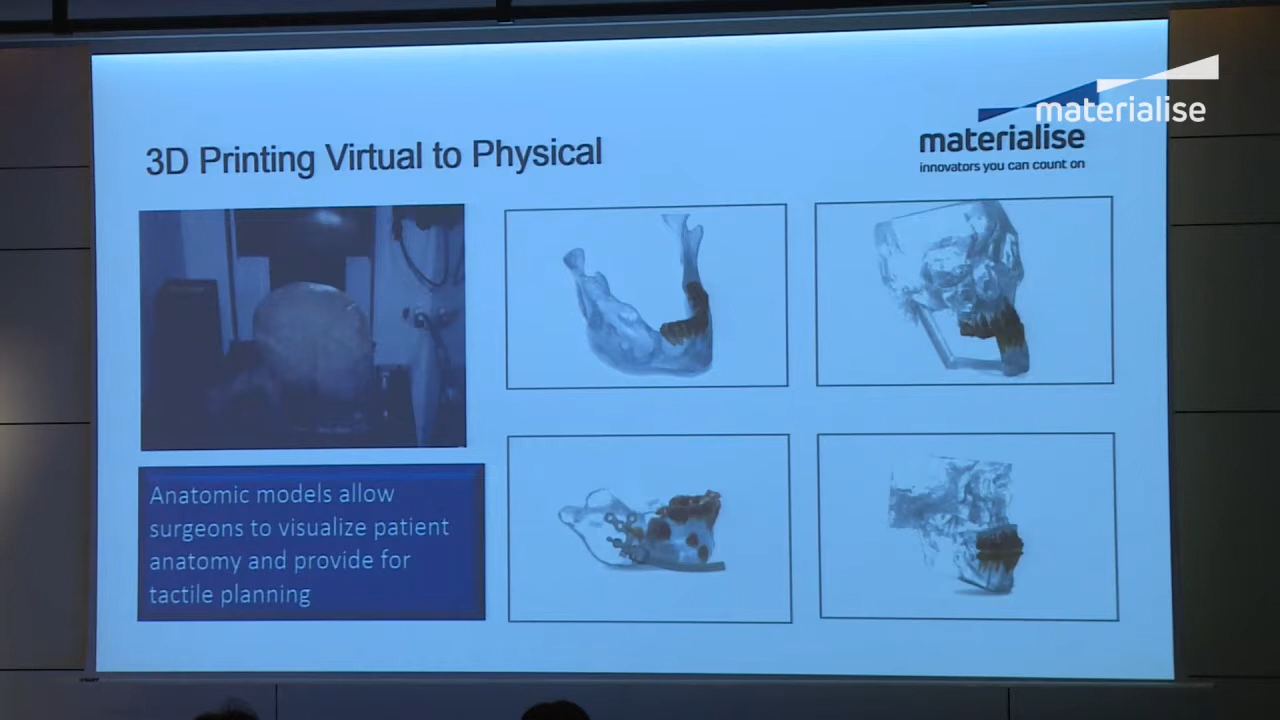 materialise
3D Printing Virtual to Physical
materialise
innovators you can count on
Anatomic models allow
surgeons to visualize patient
anatomy and provide for
tactile planning